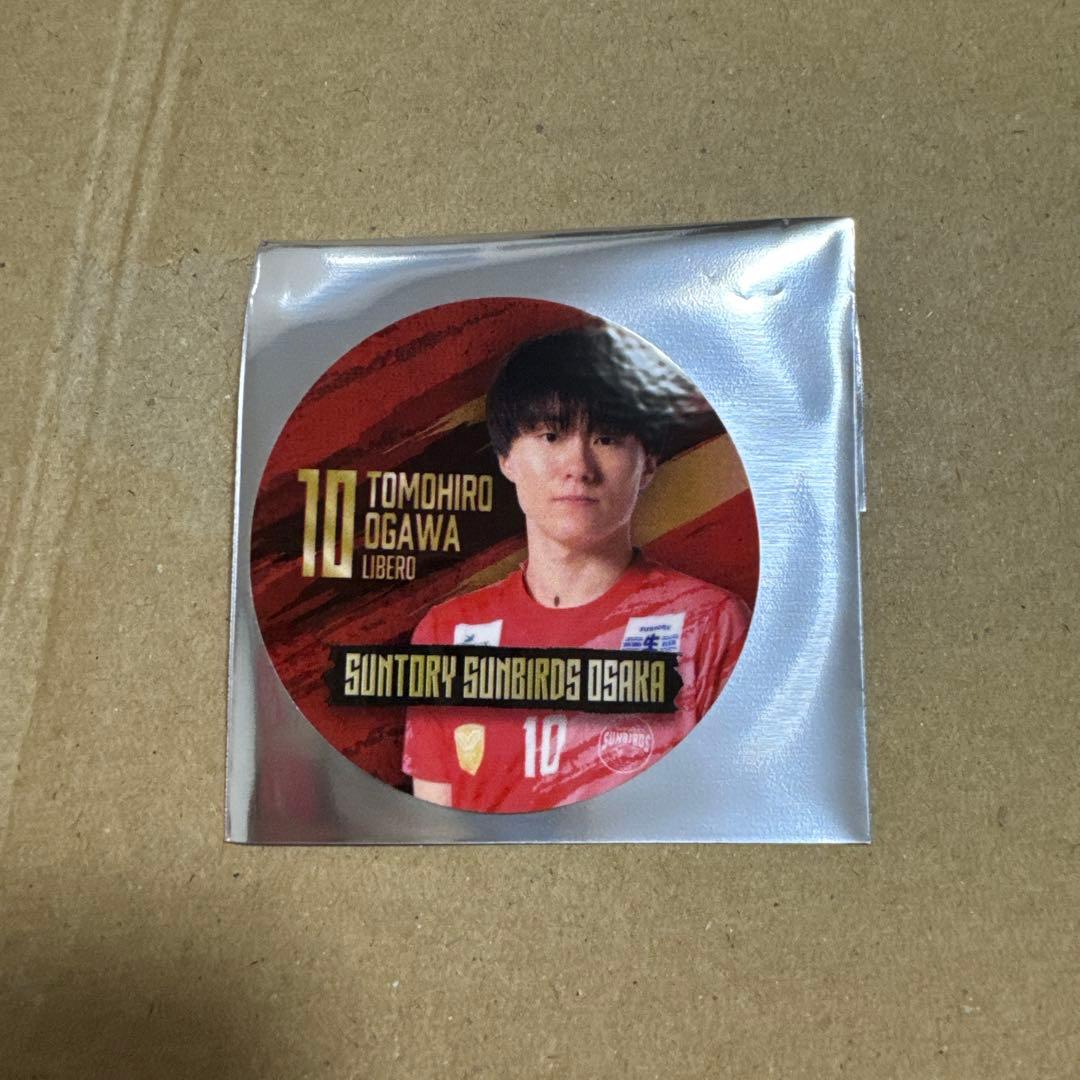 10
TOMOHIRO
OGAWA
LIBERO
SUNTORY SUNBIRDS OSAKA
10
SUNBIRDS